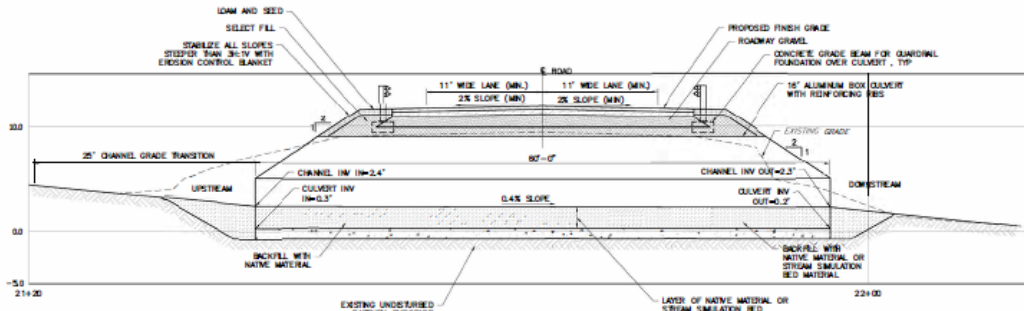 LOAM AND SEED
SELECT FILL
STABILIZE ALL SLOPES
STEEPER THAN 3H:1V WITH
EROSION CONTROL BLANKET
PROPOSED FINISH GRADE
ROADWAY GRAVEL
CONCRETE GRADE BEAM FOR GUARDRAIL
FOUNDATION OVER CULVERT, TYP
℄ ROAD
11' WIDE LANE (MIN.)
11' WIDE LANE (MIN.)
16' ALUMINUM BOX CULVERT
WITH REINFORCING RIBS
2% SLOPE (MIN)
2% SLOPE (MIN)
10.0
2
1
EXISTING GRADE
2
1
25' CHANNEL GRADE TRANSITION
60'-0"
CHANNEL INV IN=2.4'
CHANNEL INV OUT=2.3'
UPSTREAM
DOWNSTREAM
CULVERT INV
IN=0.3'
0.4% SLOPE
CULVERT INV
OUT=0.2'
0.0
BACKFILL WITH
NATIVE MATERIAL
BACKFILL WITH
NATIVE MATERIAL OR
STREAM SIMULATION
BED MATERIAL
-5.0
21+20
22+00
EXISTING UNDISTURBED
LAYER OF NATIVE MATERIAL OR
STREAM SIMULATION BED